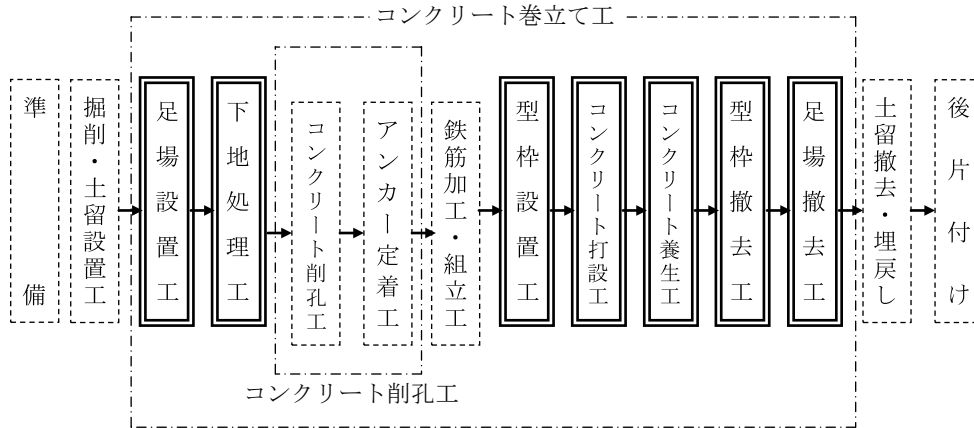 コンクリート巻立て工
準備
掘削・土留設置工
足場設置工
下地処理工
コンクリート削孔工
アンカー定着工
鉄筋加工・組立工
型枠設置工
コンクリート打設工
コンクリート養生工
型枠撤去工
足場撤去工
土留撤去・埋戻し
後片付け
コンクリート削孔工